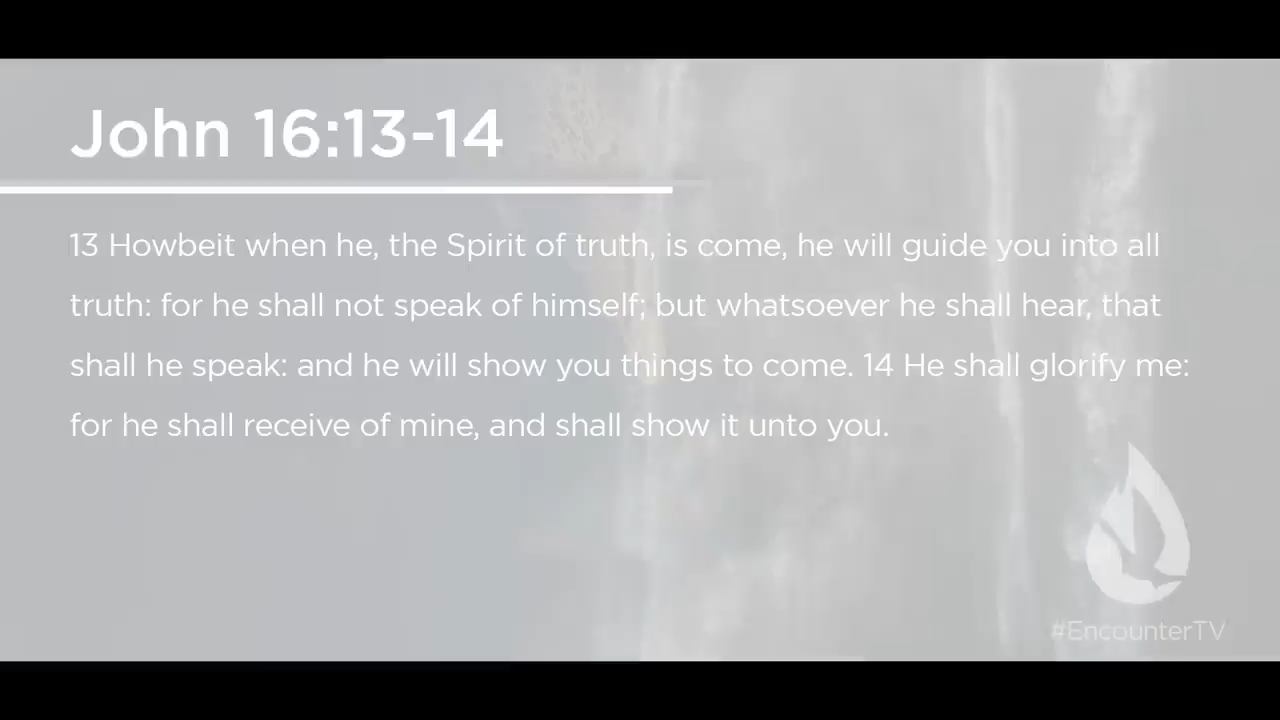 John 16:13-14
13 Howbeit when he, the Spirit of truth, is come, he will guide you into all
truth: for he shall not speak of himself; but whatsoever he shall hear, that
shall he speak: and he will show you things to come. 14 He shall glorify me:
for he shall receive of mine, and shall show it unto you.
#EncounterTV